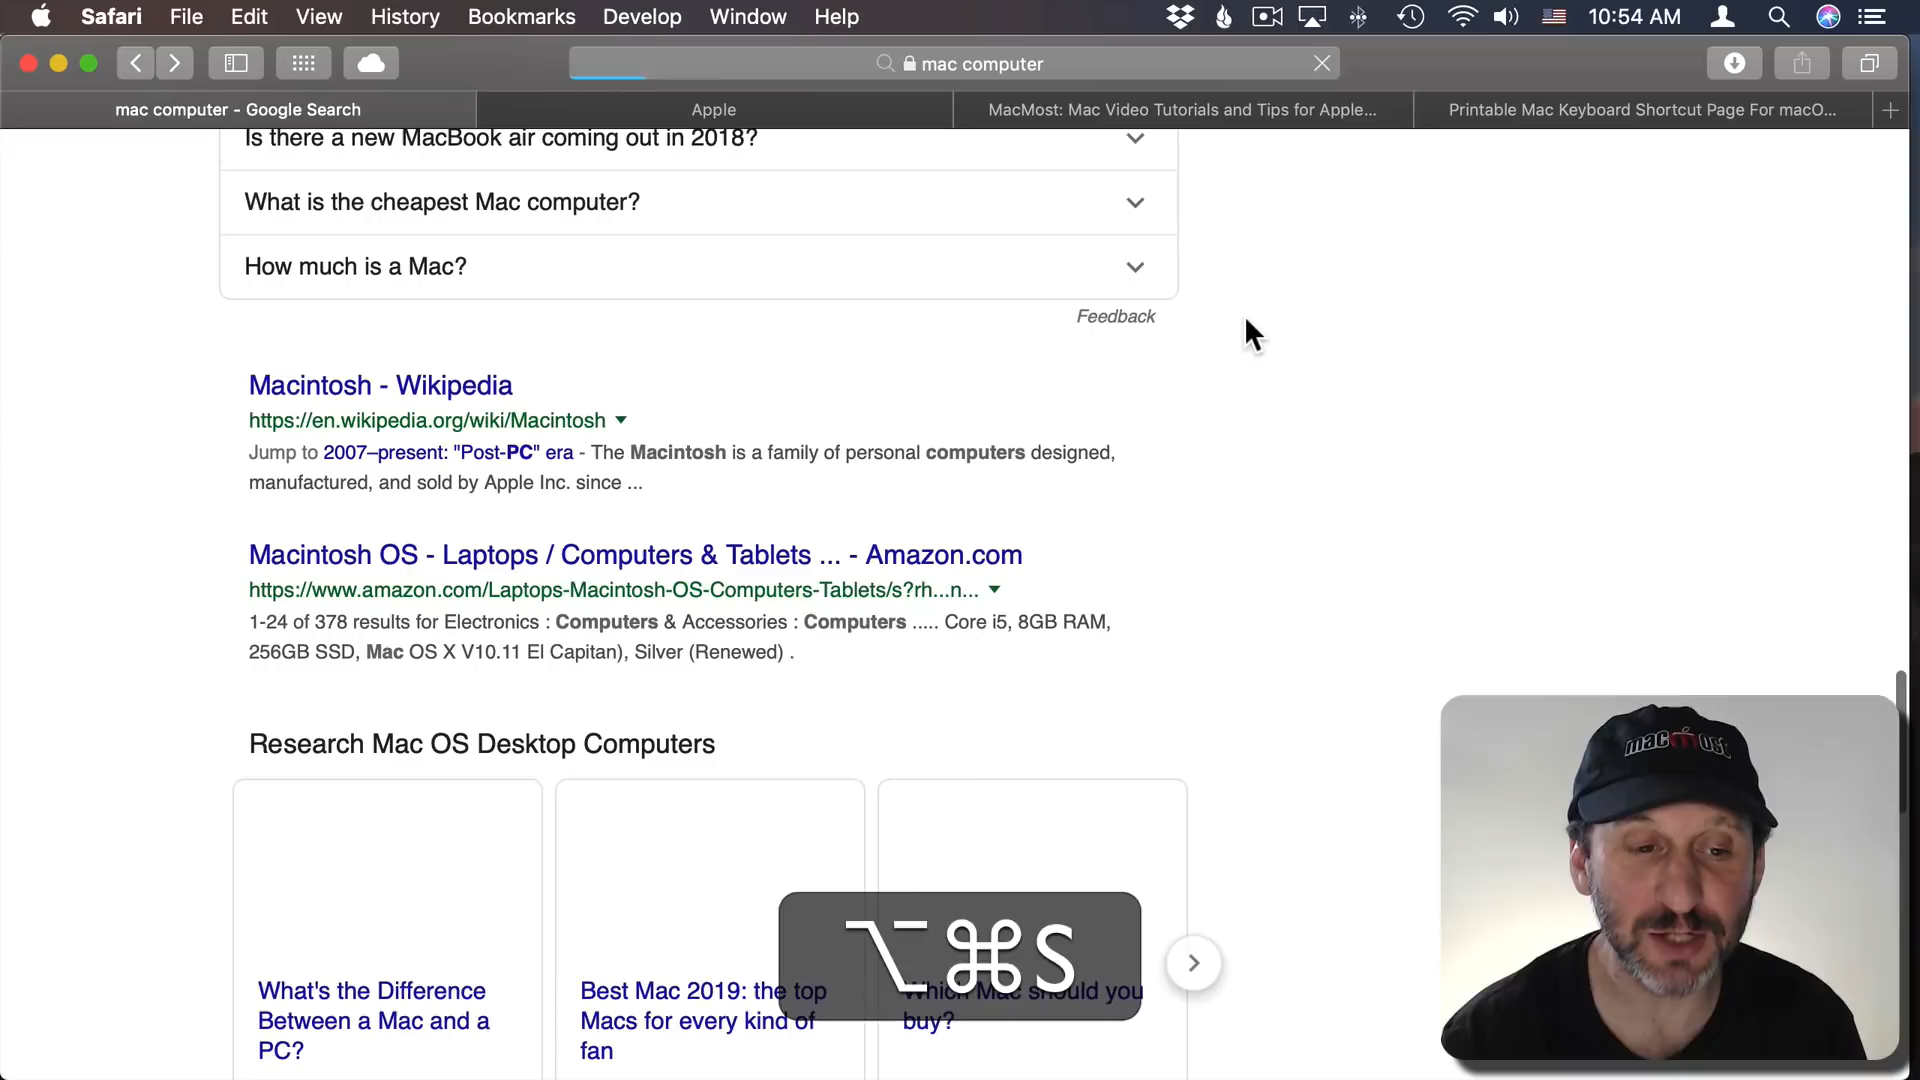 Safari File Edit View History Bookmarks Develop Window Help 10:54 AM
mac computer
mac computer - Google Search
Apple
MacMost: Mac Video Tutorials and Tips for Apple...
Printable Mac Keyboard Shortcut Page For macO...
Is there a new MacBook air coming out in 2018?
What is the cheapest Mac computer?
How much is a Mac?
Feedback
Macintosh - Wikipedia
https://en.wikipedia.org/wiki/Macintosh
Jump to 2007–present: "Post-PC" era - The Macintosh is a family of personal computers designed,
manufactured, and sold by Apple Inc. since ...
Macintosh OS - Laptops / Computers & Tablets ... - Amazon.com
https://www.amazon.com/Laptops-Macintosh-OS-Computers-Tablets/s?rh...n...
1-24 of 378 results for Electronics : Computers & Accessories : Computers ..... Core i5, 8GB RAM,
256GB SSD, Mac OS X V10.11 El Capitan), Silver (Renewed) .
Research Mac OS Desktop Computers
What's the Difference
Between a Mac and a
PC?
Best Mac 2019: the top
Macs for every kind of
fan
Which Mac should you
buy?
⌥⌘S
macmost